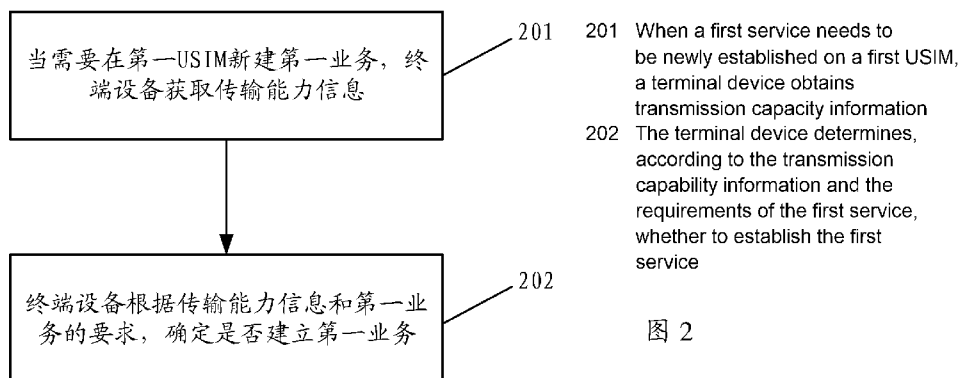 当需要在第一USIM新建第一业务，终
端设备获取传输能力信息
201
终端设备根据传输能力信息和第一业
务的要求，确定是否建立第一业务
202
201 When a first service needs to
be newly established on a first USIM,
a terminal device obtains
transmission capacity information
202 The terminal device determines,
according to the transmission
capability information and the
requirements of the first service,
whether to establish the first
service
图 2